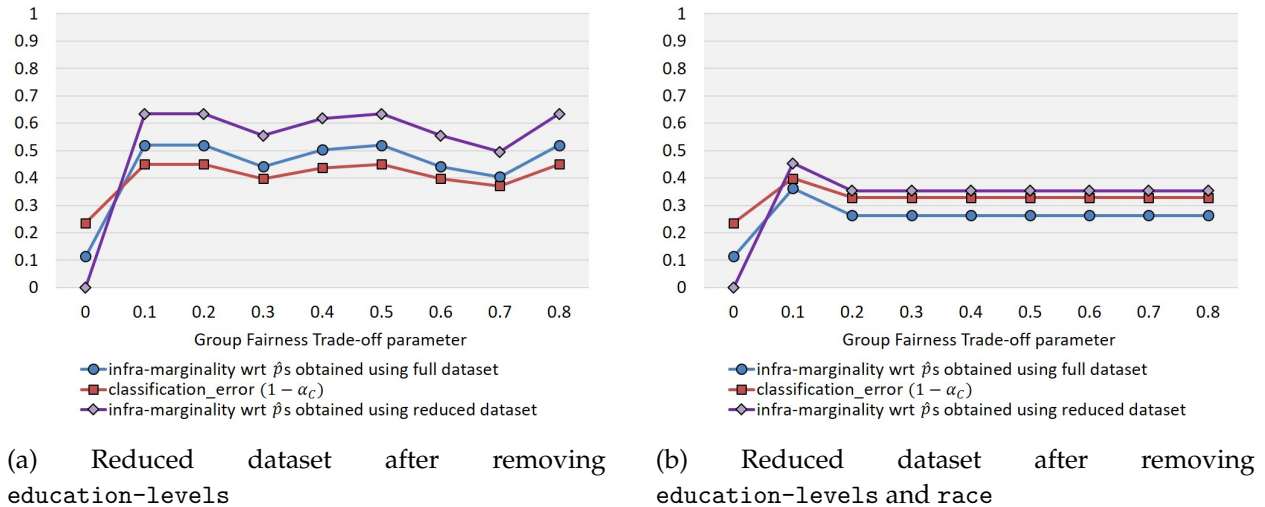 1
0.9
0.8
0.7
0.6
0.5
0.4
0.3
0.2
0.1
0
0 0.1 0.2 0.3 0.4 0.5 0.6 0.7 0.8
Group Fairness Trade-off parameter
infra-marginality wrt p̂s obtained using full dataset
classification_error (1 − α_C)
infra-marginality wrt p̂s obtained using reduced dataset
(a) Reduced dataset after removing
education-levels
1
0.9
0.8
0.7
0.6
0.5
0.4
0.3
0.2
0.1
0
0 0.1 0.2 0.3 0.4 0.5 0.6 0.7 0.8
Group Fairness Trade-off parameter
infra-marginality wrt p̂s obtained using full dataset
classification_error (1 − α_C)
infra-marginality wrt p̂s obtained using reduced dataset
(b) Reduced dataset after removing
education-levels and race